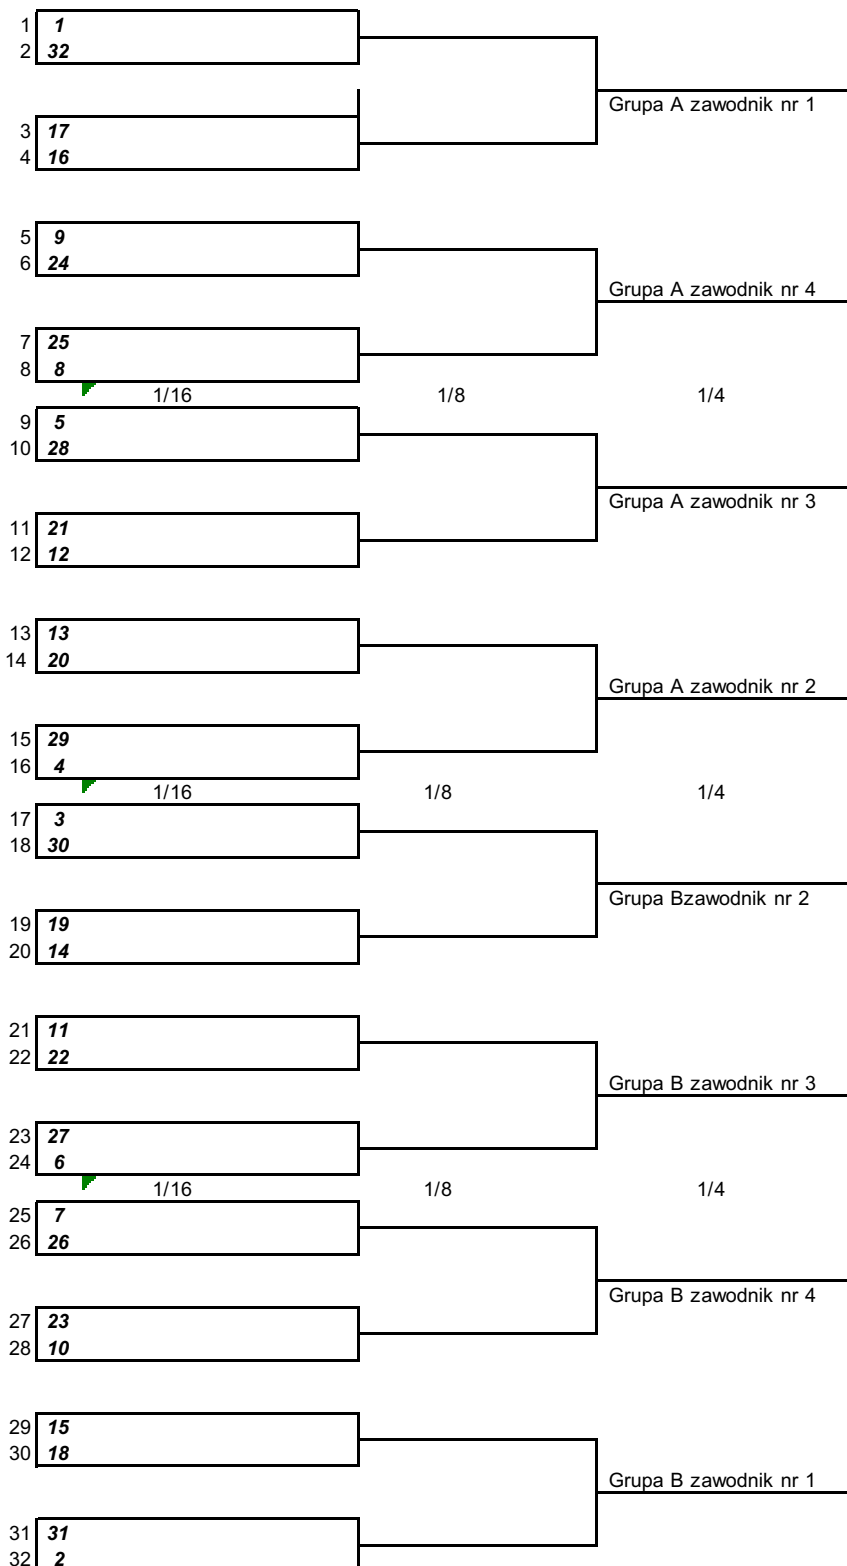 1 1
2 32
Grupa A zawodnik nr 1
3 17
4 16
5 9
6 24
Grupa A zawodnik nr 4
7 25
8 8
1/16 1/8 1/4
9 5
10 28
Grupa A zawodnik nr 3
11 21
12 12
13 13
14 20
Grupa A zawodnik nr 2
15 29
16 4
1/16 1/8 1/4
17 3
18 30
Grupa Bzawodnik nr 2
19 19
20 14
21 11
22 22
Grupa B zawodnik nr 3
23 27
24 6
1/16 1/8 1/4
25 7
26 26
Grupa B zawodnik nr 4
27 23
28 10
29 15
30 18
Grupa B zawodnik nr 1
31 31
32 2